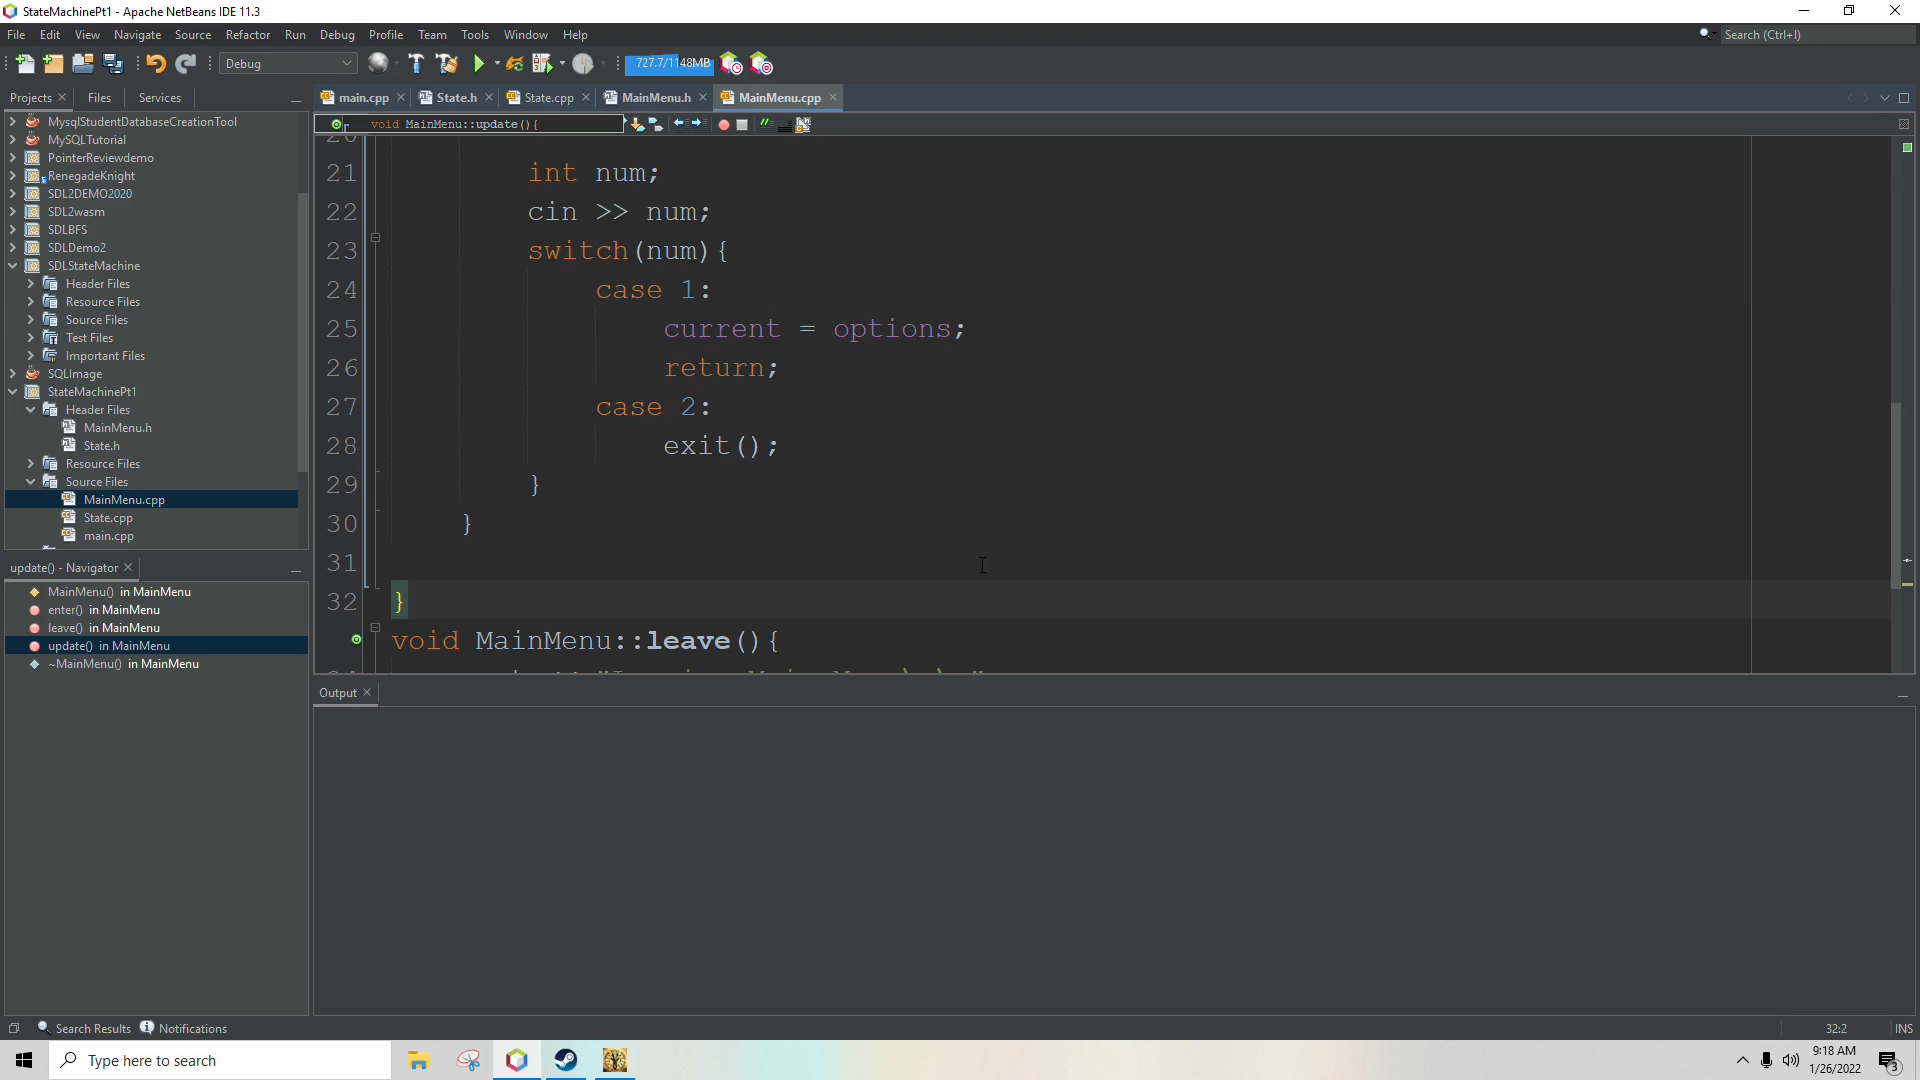 StateMachinePt1 - Apache NetBeans IDE 11.3
File Edit View Navigate Source Refactor Run Debug Profile Team Tools Window Help
Search (Ctrl+I)
Debug
727.7/1148MB
Projects Files Services
main.cpp State.h State.cpp MainMenu.h MainMenu.cpp
void MainMenu::update(){
MysqlStudentDatabaseCreationTool
MySQLTutorial
PointerReviewdemo
RenegadeKnight
SDL2DEMO2020
SDL2wasm
SDLBFS
SDLDemo2
SDLStateMachine
Header Files
Resource Files
Source Files
Test Files
Important Files
SQLImage
StateMachinePt1
Header Files
MainMenu.h
State.h
Resource Files
Source Files
MainMenu.cpp
State.cpp
main.cpp
21 int num;
22 cin >> num;
23 switch(num){
24 case 1:
25 current = options;
26 return;
27 case 2:
28 exit();
29 }
30 }
31
32 }
void MainMenu::leave(){
update() - Navigator
MainMenu() in MainMenu
enter() in MainMenu
leave() in MainMenu
update() in MainMenu
~MainMenu() in MainMenu
Output
Search Results Notifications
32:2 INS
Type here to search
9:18 AM
1/26/2022
3